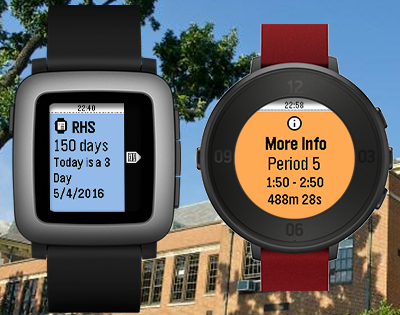 22:40
RHS
150 days
Today is a 3
Day
5/4/2016
22:58
12
More Info
Period 5
09
03
1:50 - 2:50
488m 28s
06